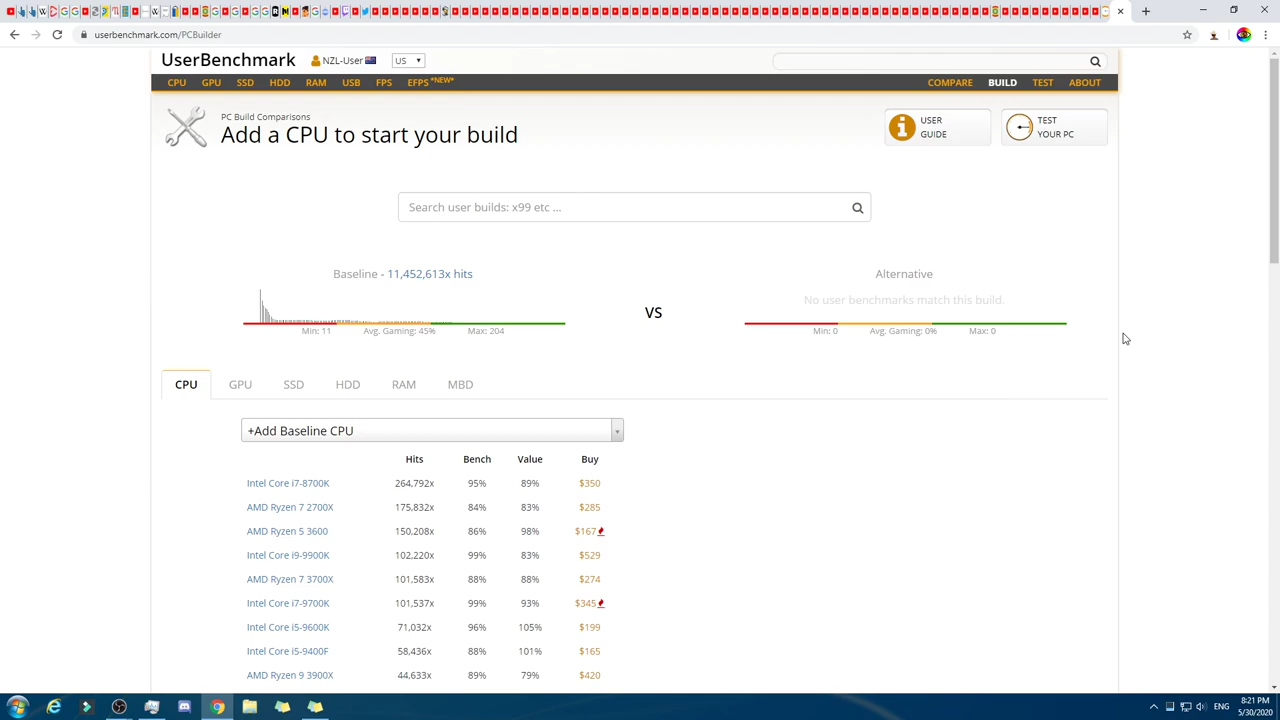 userbenchmark.com/PCBuilder
UserBenchmark NZL-User US
CPU GPU SSD HDD RAM USB FPS EFPS *NEW* COMPARE BUILD TEST ABOUT
PC Build Comparisons
Add a CPU to start your build
USER GUIDE
TEST YOUR PC
Search user builds: x99 etc ...
Baseline - 11,452,613x hits
Min: 11 Avg. Gaming: 45% Max: 204
VS
Alternative
No user benchmarks match this build.
Min: 0 Avg. Gaming: 0% Max: 0
CPU GPU SSD HDD RAM MBD
+Add Baseline CPU
Hits Bench Value Buy
Intel Core i7-8700K 264,792x 95% 89% $350
AMD Ryzen 7 2700X 175,832x 84% 83% $285
AMD Ryzen 5 3600 150,208x 86% 98% $167
Intel Core i9-9900K 102,220x 99% 83% $529
AMD Ryzen 7 3700X 101,583x 88% 88% $274
Intel Core i7-9700K 101,537x 99% 93% $345
Intel Core i5-9600K 71,032x 96% 105% $199
Intel Core i5-9400F 58,436x 88% 101% $165
AMD Ryzen 9 3900X 44,633x 89% 79% $420
ENG
8:21 PM
5/30/2020